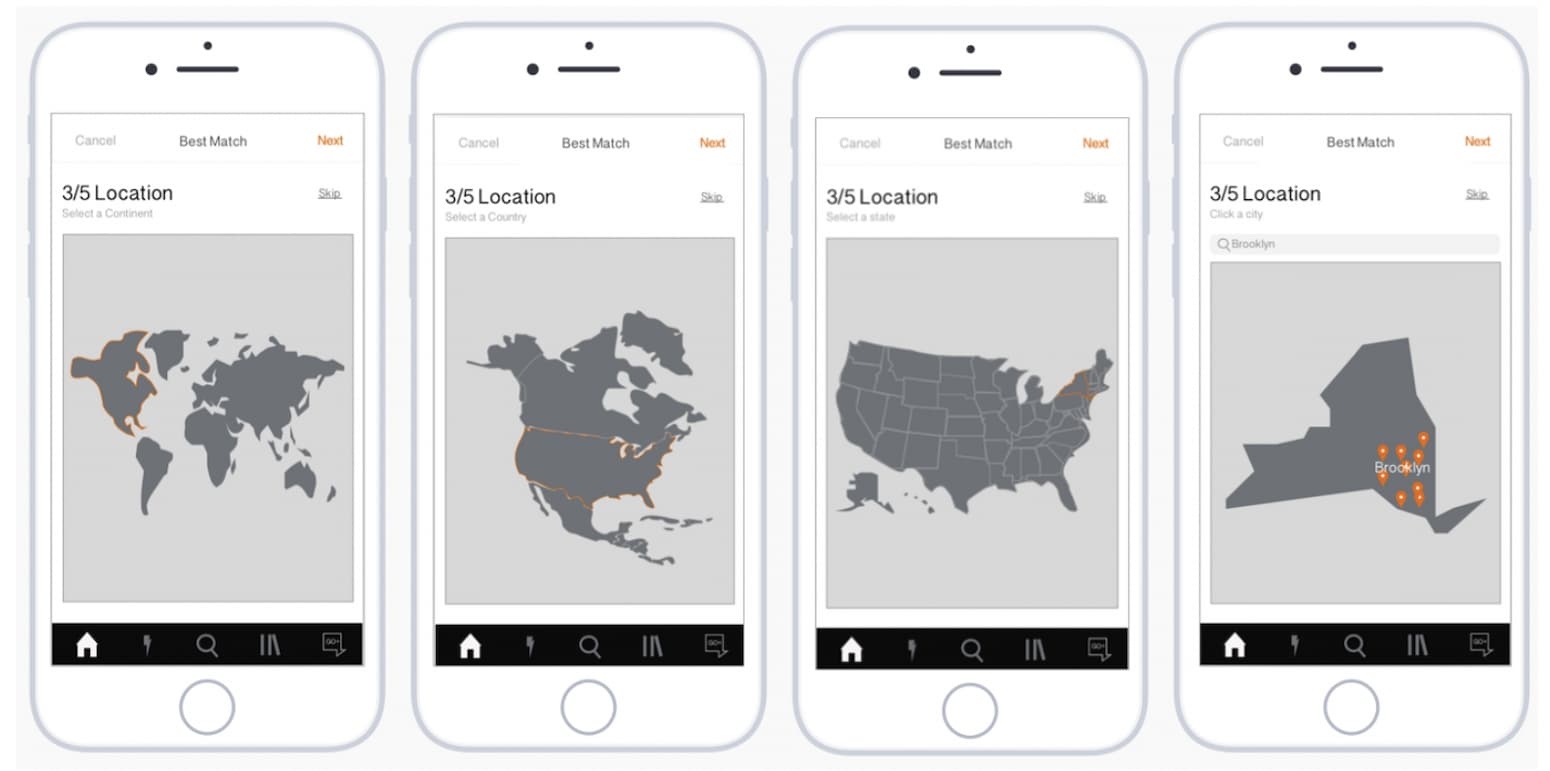 Cancel Best Match Next
3/5 Location Skip
Select a Continent
GO+
Cancel Best Match Next
3/5 Location Skip
Select a Country
GO+
Cancel Best Match Next
3/5 Location Skip
Select a state
GO+
Cancel Best Match Next
3/5 Location Skip
Click a city
Brooklyn
Brooklyn
GO+